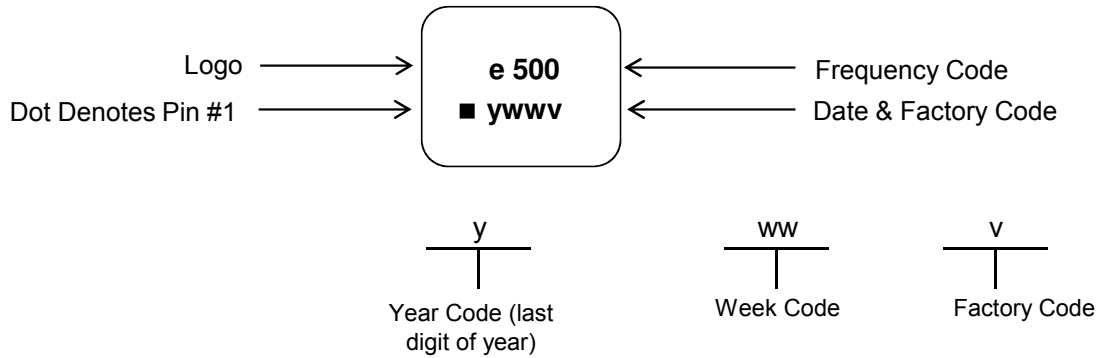 Logo
e 500
Frequency Code
Dot Denotes Pin #1
■ ywwv
Date & Factory Code
y
ww
v
Year Code (last
digit of year)
Week Code
Factory Code